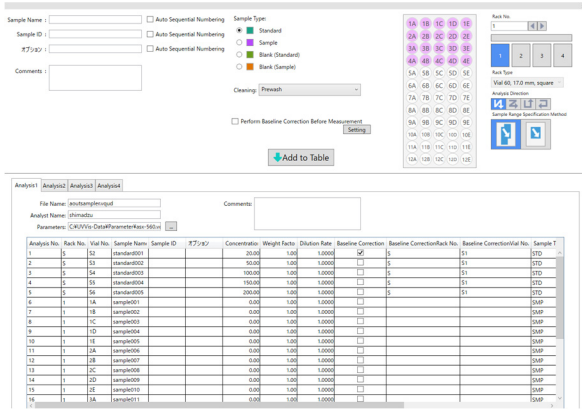 Sample Name :
Auto Sequential Numbering
Sample ID :
Auto Sequential Numbering
オプション :
Auto Sequential Numbering
Comments :
Sample Type:
Standard
Sample
Blank (Standard)
Blank (Sample)
Cleaning: Prewash
Perform Baseline Correction Before Measurement
Setting
Add to Table
1A 1B 1C 1D 1E
2A 2B 2C 2D 2E
3A 3B 3C 3D 3E
4A 4B 4C 4D 4E
5A 5B 5C 5D 5E
6A 6B 6C 6D 6E
7A 7B 7C 7D 7E
8A 8B 8C 8D 8E
9A 9B 9C 9D 9E
10A 10B 10C 10D 10E
11A 11B 11C 11D 11E
12A 12B 12C 12D 12E
Rack No.
1
1 2 3 4
Rack Type
Vial 60, 17.0 mm, square
Analysis Direction
Sample Range Specification Method
Analysis1 Analysis2 Analysis3 Analysis4
File Name:
Analyst Name: shimadzu
Parameters: ...
Comments:
Analysis No. Rack No. Vial No. Sample Name Sample ID オプション Concentratio Weight Facto Dilution Rate Baseline Correction Baseline CorrectionRack No. Baseline CorrectionVial No. Sample T
1 S S2 standard001 20.00 1.00 1.0000 S S1 STD
2 S S3 standard002 50.00 1.00 1.0000 S S1 STD
3 S S4 standard003 100.00 1.00 1.0000 S S1 STD
4 S S5 standard004 150.00 1.00 1.0000 S S1 STD
5 S S6 standard005 200.00 1.00 1.0000 S S1 STD
6 1 1A sample001 0.00 1.00 1.0000 SMP
7 1 1B sample002 0.00 1.00 1.0000 SMP
8 1 1C sample003 0.00 1.00 1.0000 SMP
9 1 1D sample004 0.00 1.00 1.0000 SMP
10 1 1E sample005 0.00 1.00 1.0000 SMP
11 1 2A sample006 0.00 1.00 1.0000 SMP
12 1 2B sample007 0.00 1.00 1.0000 SMP
13 1 2C sample008 0.00 1.00 1.0000 SMP
14 1 2D sample009 0.00 1.00 1.0000 SMP
15 1 2E sample010 0.00 1.00 1.0000 SMP
16 1 3A sample011 0.00 1.00 1.0000 SMP